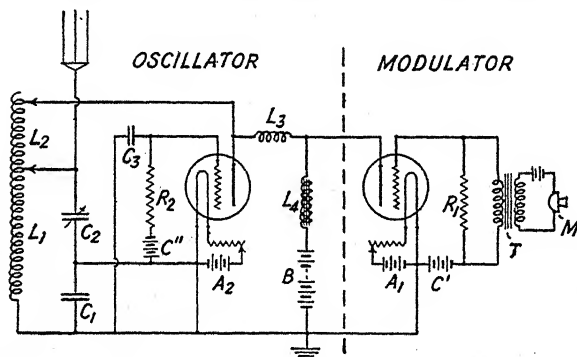 OSCILLATOR
MODULATOR
L3
L2
C3
R2
L4
R1
M
L1
C2
C"
T
B
A2
A1
C'
C1